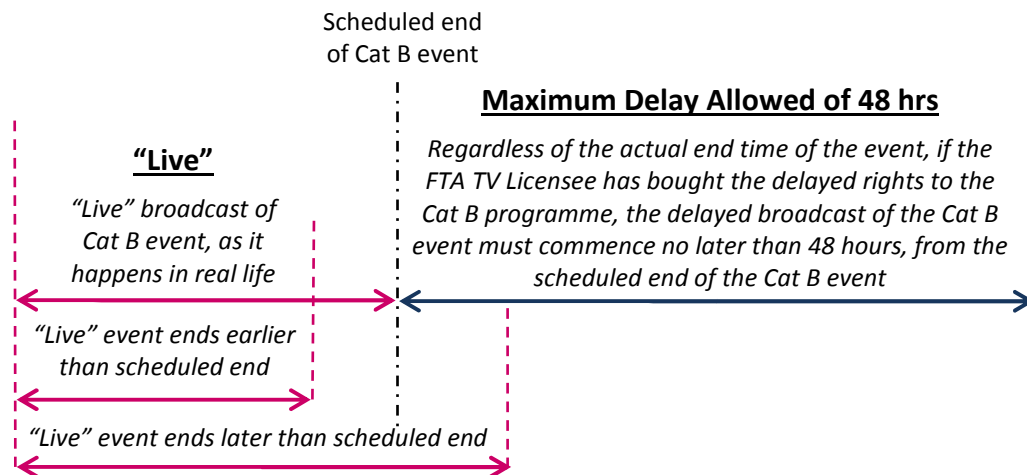 Scheduled end
of Cat B event
Maximum Delay Allowed of 48 hrs
Regardless of the actual end time of the event, if the
FTA TV Licensee has bought the delayed rights to the
Cat B programme, the delayed broadcast of the Cat B
event must commence no later than 48 hours, from the
scheduled end of the Cat B event
“Live”
“Live” broadcast of
Cat B event, as it
happens in real life
“Live” event ends earlier
than scheduled end
“Live” event ends later than scheduled end